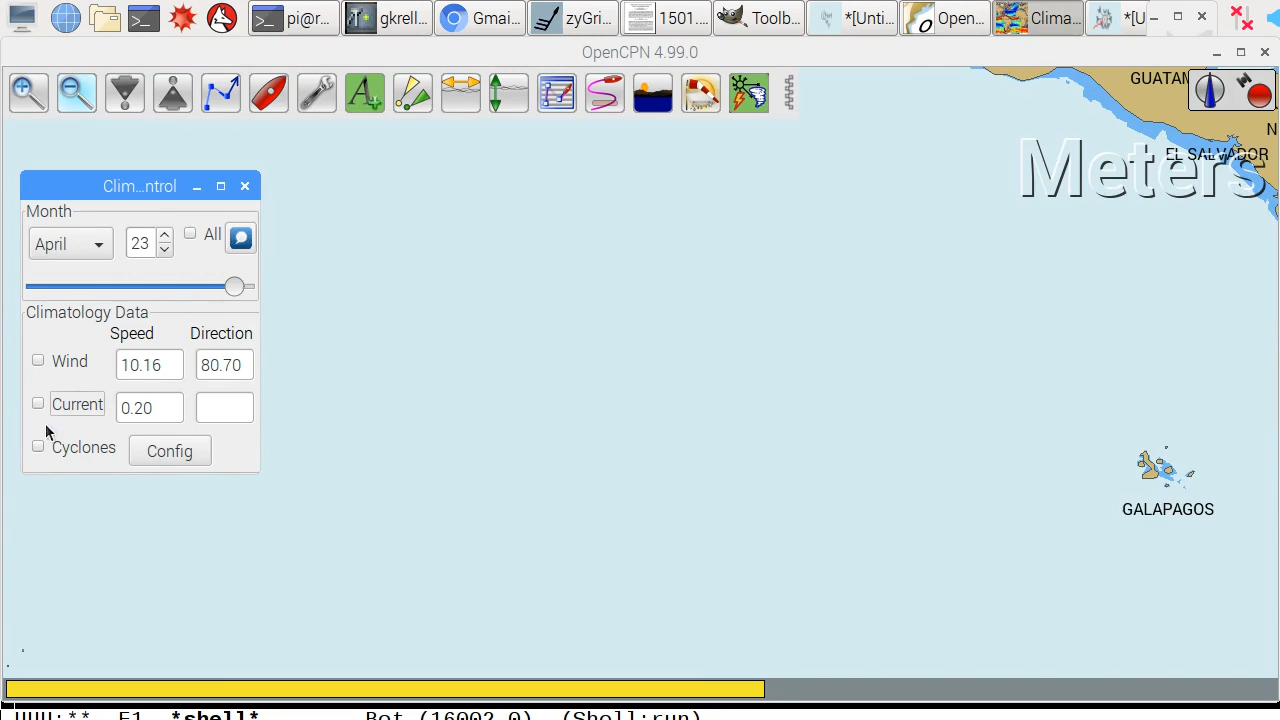 pi@r...
gkrell...
Gmai...
zyGri...
1501...
Toolb...
*[Unti...
Open...
Clima...
*[U
OpenCPN 4.99.0
GUATAM
N
EL SALVADOR
Meters
Clim...ntrol
Month
April
23
All
Climatology Data
Speed Direction
Wind 10.16 80.70
Current 0.20
Cyclones Config
GALAPAGOS
*shell* Bot (16002,0) (Shell:run)